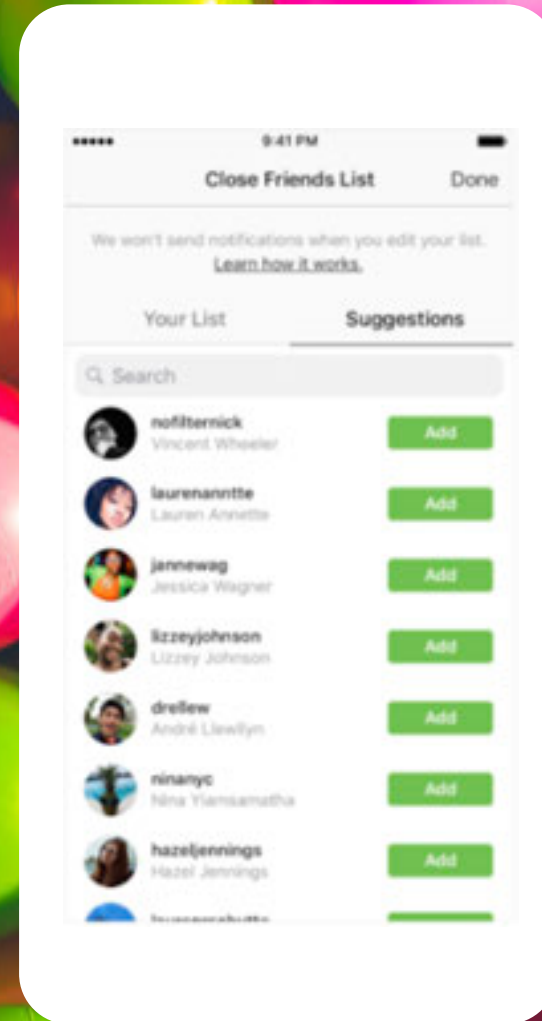 9:41 PM
Close Friends List
Done
We won't send notifications when you edit your list.
Learn how it works.
Your List
Suggestions
Search
nofilternick
Vincent Wheeler
Add
laurenanntte
Lauren Annette
Add
jannewag
Jessica Wagner
Add
lizzeyjohnson
Lizzey Johnson
Add
drellew
André Llewllyn
Add
ninanyc
Nina Yiansamatha
Add
hazeljennings
Hazel Jennings
Add